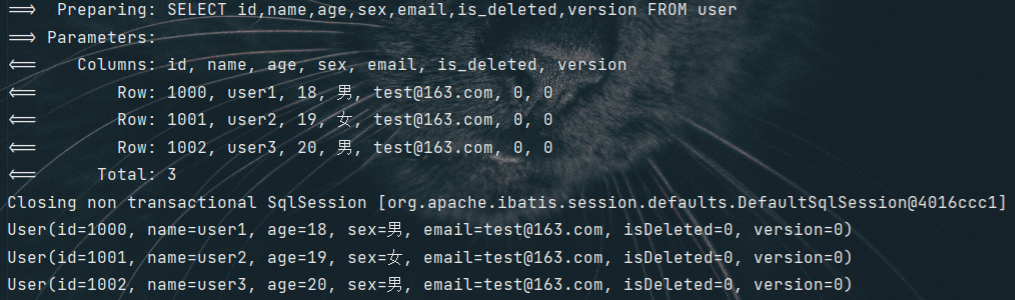 ==>  Preparing: SELECT id,name,age,sex,email,is_deleted,version FROM user
==> Parameters:
<==    Columns: id, name, age, sex, email, is_deleted, version
<==        Row: 1000, user1, 18, 男, test@163.com, 0, 0
<==        Row: 1001, user2, 19, 女, test@163.com, 0, 0
<==        Row: 1002, user3, 20, 男, test@163.com, 0, 0
<==      Total: 3
Closing non transactional SqlSession [org.apache.ibatis.session.defaults.DefaultSqlSession@4016ccc1]
User(id=1000, name=user1, age=18, sex=男, email=test@163.com, isDeleted=0, version=0)
User(id=1001, name=user2, age=19, sex=女, email=test@163.com, isDeleted=0, version=0)
User(id=1002, name=user3, age=20, sex=男, email=test@163.com, isDeleted=0, version=0)